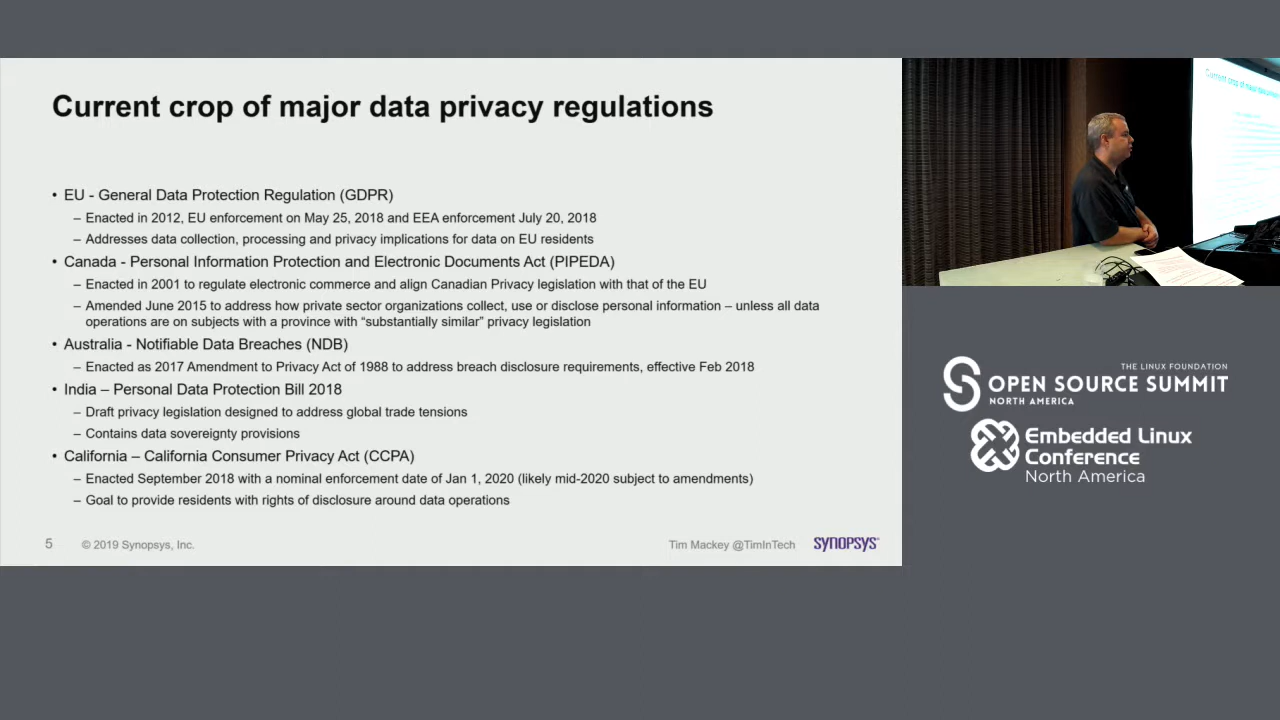 Current crop of major data privacy regulations
• EU - General Data Protection Regulation (GDPR)
– Enacted in 2012, EU enforcement on May 25, 2018 and EEA enforcement July 20, 2018
– Addresses data collection, processing and privacy implications for data on EU residents
• Canada - Personal Information Protection and Electronic Documents Act (PIPEDA)
– Enacted in 2001 to regulate electronic commerce and align Canadian Privacy legislation with that of the EU
– Amended June 2015 to address how private sector organizations collect, use or disclose personal information – unless all data
operations are on subjects with a province with “substantially similar” privacy legislation
• Australia - Notifiable Data Breaches (NDB)
– Enacted as 2017 Amendment to Privacy Act of 1988 to address breach disclosure requirements, effective Feb 2018
• India – Personal Data Protection Bill 2018
– Draft privacy legislation designed to address global trade tensions
– Contains data sovereignty provisions
• California – California Consumer Privacy Act (CCPA)
– Enacted September 2018 with a nominal enforcement date of Jan 1, 2020 (likely mid-2020 subject to amendments)
– Goal to provide residents with rights of disclosure around data operations
5 © 2019 Synopsys, Inc. Tim Mackey @TimInTech SYNOPSYS®
Current crop of major data
THE LINUX FOUNDATION
OPEN SOURCE SUMMIT
NORTH AMERICA
Embedded Linux
Conference
North America